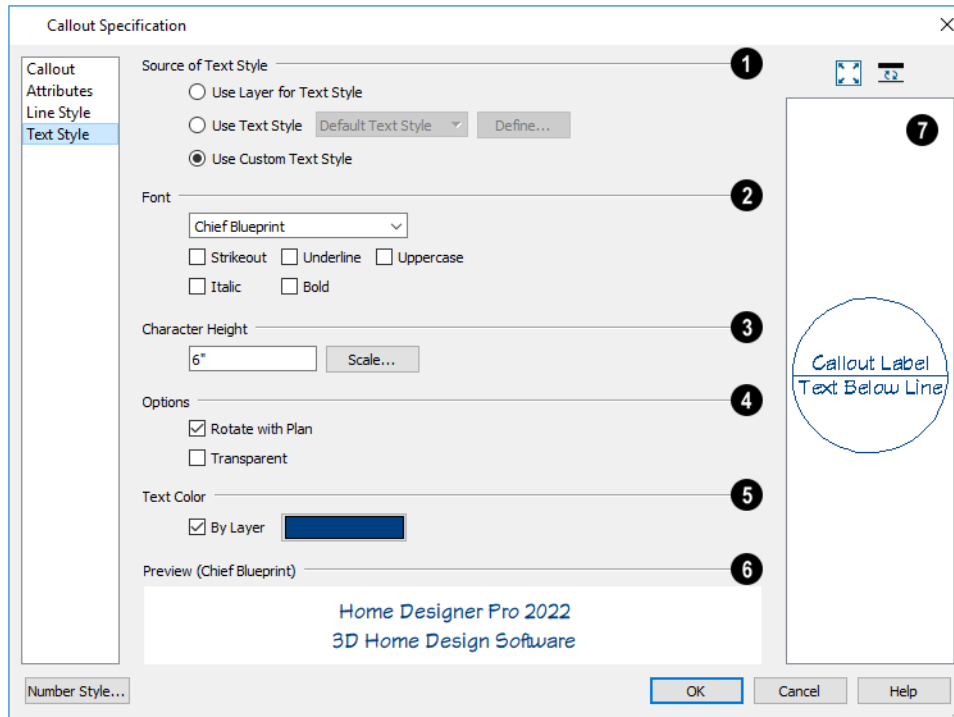 Callout Specification
Callout
Attributes
Line Style
Text Style
Source of Text Style 1
Use Layer for Text Style
Use Text Style Default Text Style Define...
Use Custom Text Style
Font 2
Chief Blueprint
Strikeout Underline Uppercase
Italic Bold
Character Height 3
6" Scale...
Options 4
Rotate with Plan
Transparent
Text Color 5
By Layer
Preview (Chief Blueprint) 6
Home Designer Pro 2022
3D Home Design Software
7
Callout Label
Text Below Line
Number Style... OK Cancel Help